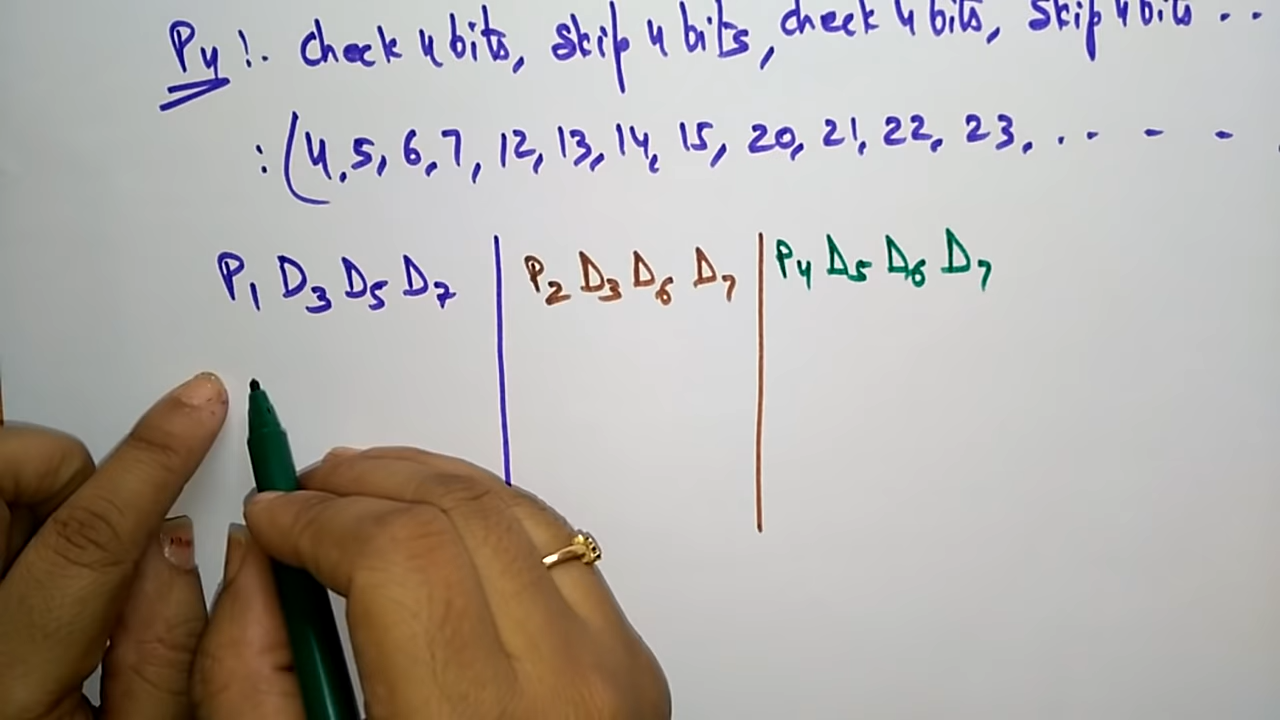 P4 :- Check 4 bits, Skip 4 bits, check 4 bits, Skip 4 bits ..
: (4, 5, 6, 7, 12, 13, 14, 15, 20, 21, 22, 23, .. - - -
P1 D3 D5 D7 | P2 D3 D6 D7 | P4 D5 D6 D7